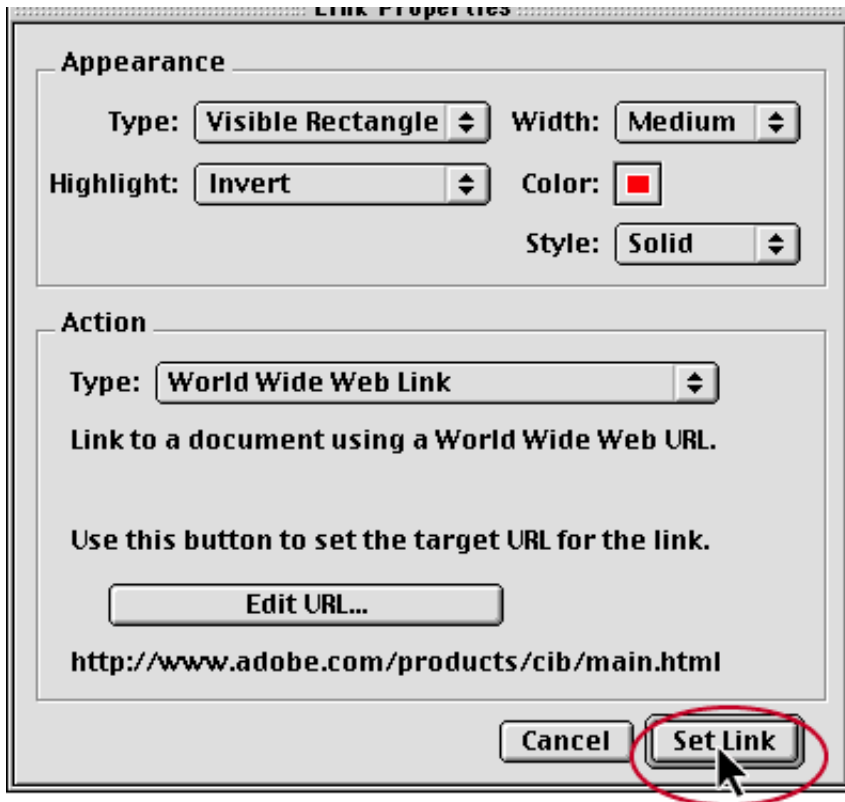 Link Properties
Appearance
Type: Visible Rectangle Width: Medium
Highlight: Invert Color:
Style: Solid
Action
Type: World Wide Web Link
Link to a document using a World Wide Web URL.
Use this button to set the target URL for the link.
Edit URL...
http://www.adobe.com/products/cib/main.html
Cancel Set Link